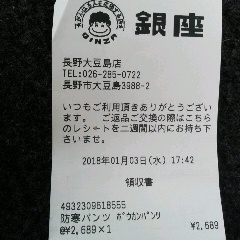 GINZA
銀座
長野大豆島店
TEL:026-285-0722
長野市大豆島3988-2
いつもご利用頂きありがとうござい
ます。 ご返品ご交換の際はこちら
のレシートを二週間以内にお持ち下
さいませ。
2018年01月03日(水) 17:42
領収書
4932309518555
防寒パンツ ﾎﾞｳｶﾝﾊﾟﾝﾂ
@¥2,689×1 ¥2,689